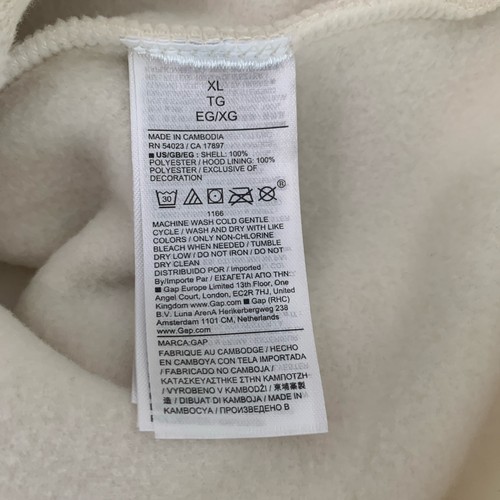 XL
TG
EG/XG
MADE IN CAMBODIA
RN 54023 / CA 17897
■ US/GB/EG : SHELL: 100%
POLYESTER / HOOD LINING: 100%
POLYESTER / EXCLUSIVE OF
DECORATION
30 ®
1166
MACHINE WASH COLD GENTLE
CYCLE / WASH AND DRY WITH LIKE
COLORS / ONLY NON-CHLORINE
BLEACH WHEN NEEDED / TUMBLE
DRY LOW / DO NOT IRON / DO NOT
DRY CLEAN
DISTRIBUIDO POR / Imported
By/Importe Par / ΕΙΣΑΓΕΤΑΙ ΑΠΟ ΤΗΝ:
■ Gap Europe Limited 13th Floor, One
Angel Court, London, EC2R 7HJ, United
Kingdom www.gap.com ■ Gap (RHC)
B.V. Luna ArenA Herikerbergweg 238
Amsterdam 1101 CM, Netherlands
www.Gap.com
MARCA:GAP
FABRIQUE AU CAMBODGE / HECHO
EN CAMBOYA CON TELA IMPORTADA
/ FABRICADO NO CAMBOJA /
ΚΑΤΑΣΚΕΥΑΣΤΗΚΕ ΣΤΗΝ ΚΑΜΠΟΤΖΗ
/ VYROBENO V KAMBODŽI / 東埔寨製
造 / DIBUAT DI KAMBOJA / MADE IN
KAMBOCYA / ПРОИЗВЕДЕНО В